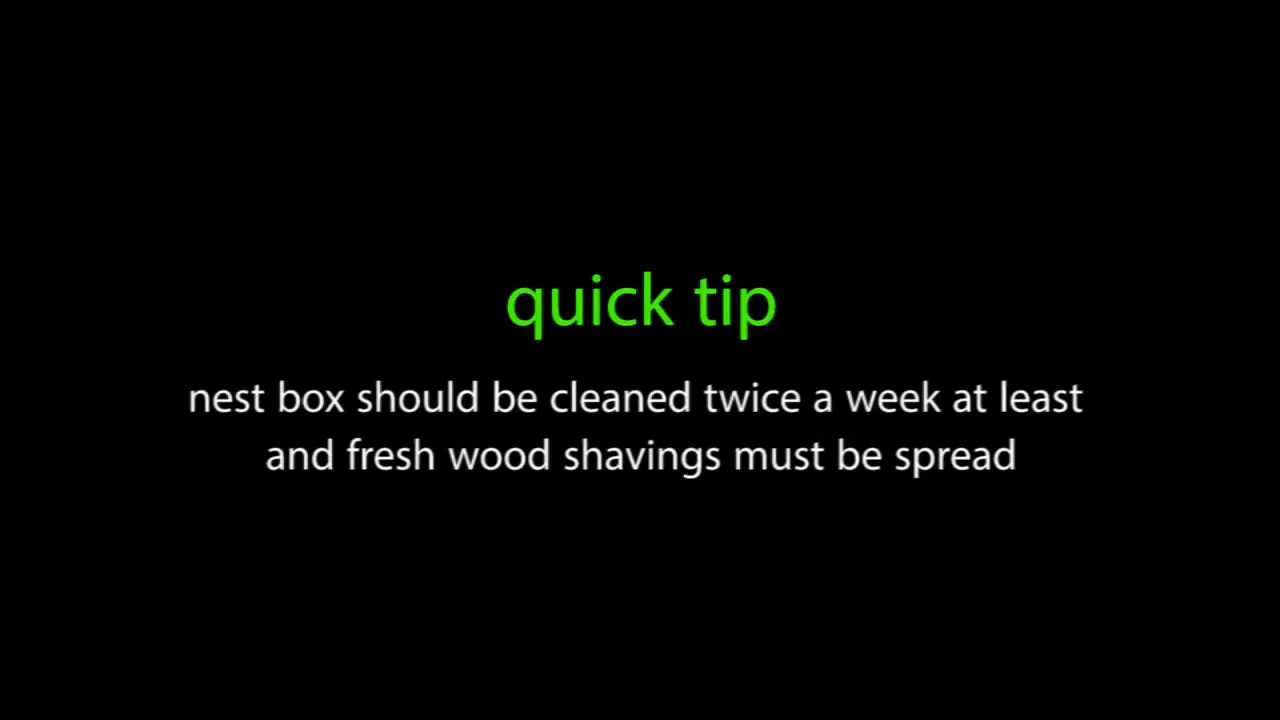 quick tip
nest box should be cleaned twice a week at least
and fresh wood shavings must be spread